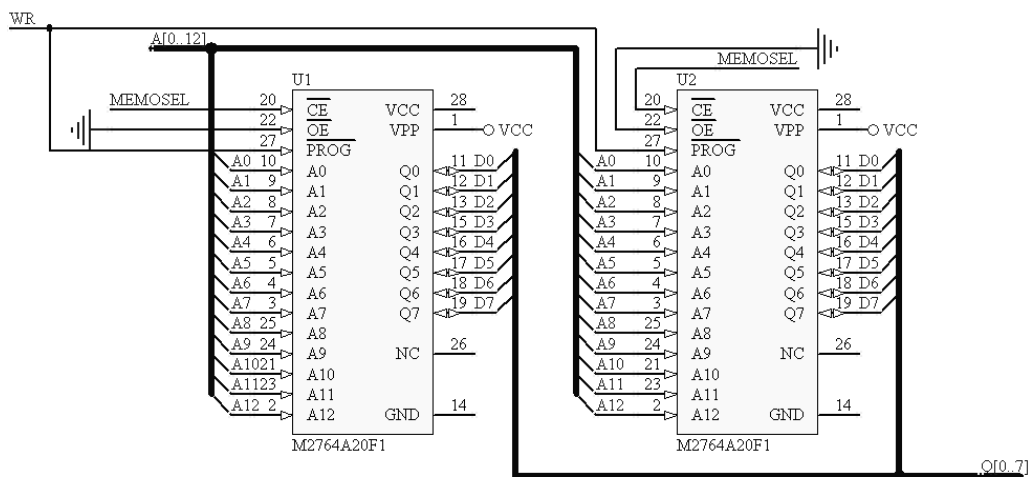 WR
A[0..12]
MEMOSEL
U1
U2
MEMOSEL 20 CE VCC 28
22 OE VPP 1 VCC
27 PROG
A0 10 A0 Q0 11 D0
A1 9 A1 Q1 12 D1
A2 8 A2 Q2 13 D2
A3 7 A3 Q3 15 D3
A4 6 A4 Q4 16 D4
A5 5 A5 Q5 17 D5
A6 4 A6 Q6 18 D6
A7 3 A7 Q7 19 D7
A8 25 A8
A9 24 A9 NC 26
A10 21 A10
A11 23 A11
A12 2 A12 GND 14
M2764A20F1
20 CE VCC 28
22 OE VPP 1 VCC
27 PROG
A0 10 A0 Q0 11 D0
A1 9 A1 Q1 12 D1
A2 8 A2 Q2 13 D2
A3 7 A3 Q3 15 D3
A4 6 A4 Q4 16 D4
A5 5 A5 Q5 17 D5
A6 4 A6 Q6 18 D6
A7 3 A7 Q7 19 D7
A8 25 A8
A9 24 A9 NC 26
A10 21 A10
A11 23 A11
A12 2 A12 GND 14
M2764A20F1
Q[0..7]